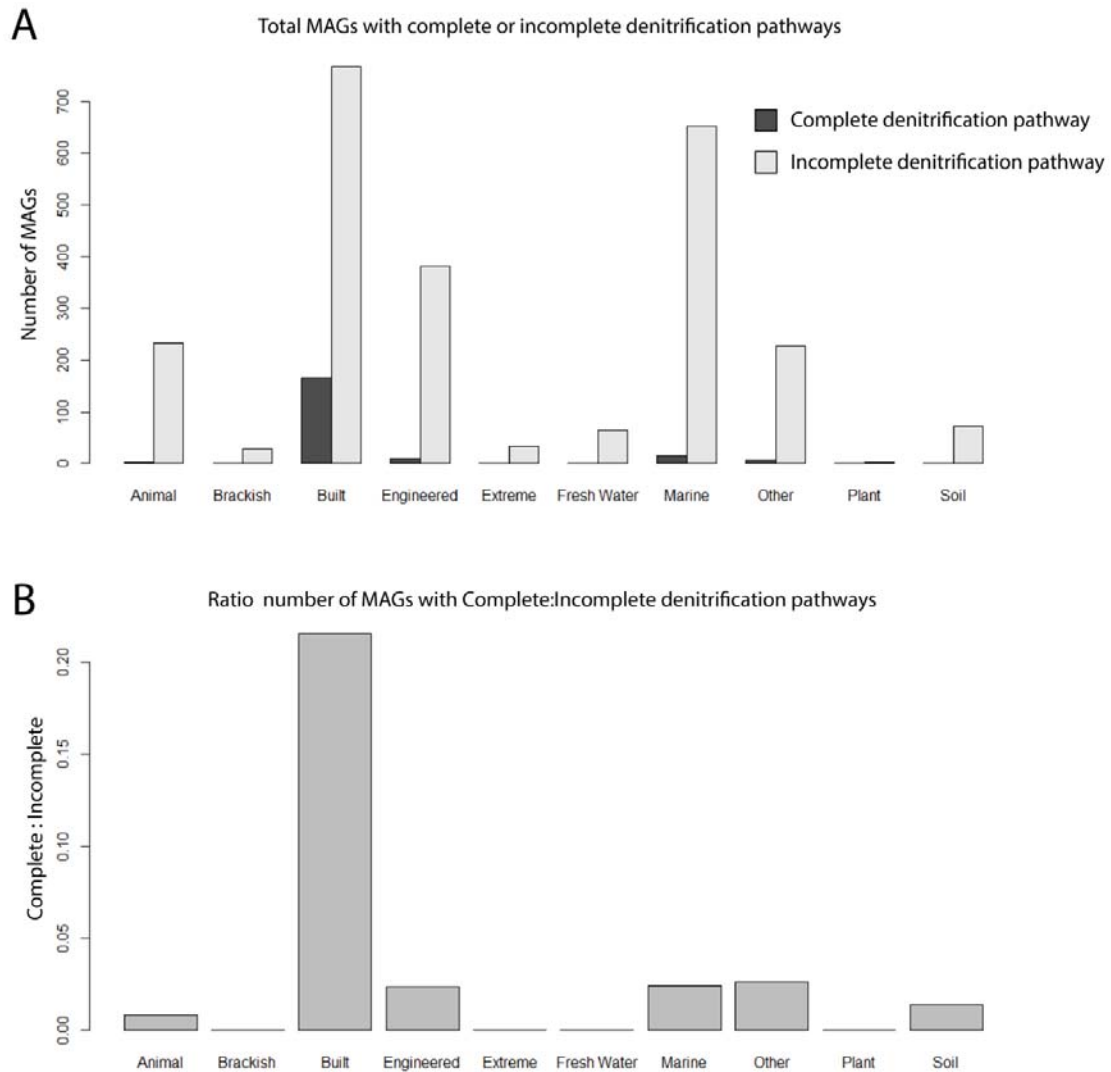 A
Total MAGs with complete or incomplete denitrification pathways
Number of MAGs
700
600
500
400
300
200
100
0
Complete denitrification pathway
Incomplete denitrification pathway
Animal Brackish Built Engineered Extreme Fresh Water Marine Other Plant Soil
B
Ratio number of MAGs with Complete:Incomplete denitrification pathways
Complete : Incomplete
0.20
0.15
0.10
0.05
0.00
Animal Brackish Built Engineered Extreme Fresh Water Marine Other Plant Soil